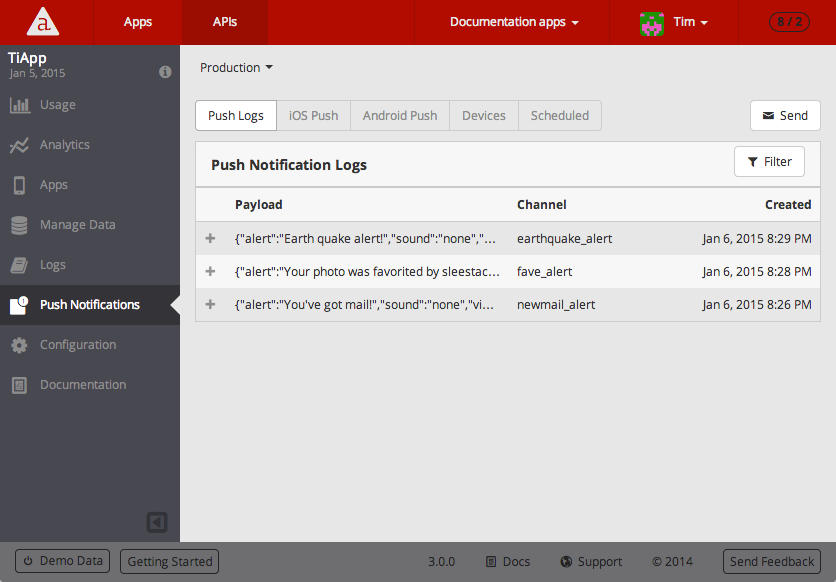 a Apps APIs Documentation apps Tim 8 / 2
TiApp
Jan 5, 2015
Usage
Analytics
Apps
Manage Data
Logs
Push Notifications
Configuration
Documentation
Production
Push Logs iOS Push Android Push Devices Scheduled Send
Push Notification Logs Filter
Payload Channel Created
{"alert":"Earth quake alert!","sound":"none","... earthquake_alert Jan 6, 2015 8:29 PM
{"alert":"Your photo was favorited by sleestac... fave_alert Jan 6, 2015 8:28 PM
{"alert":"You've got mail!","sound":"none","vi... newmail_alert Jan 6, 2015 8:26 PM
Demo Data Getting Started 3.0.0 Docs Support © 2014 Send Feedback